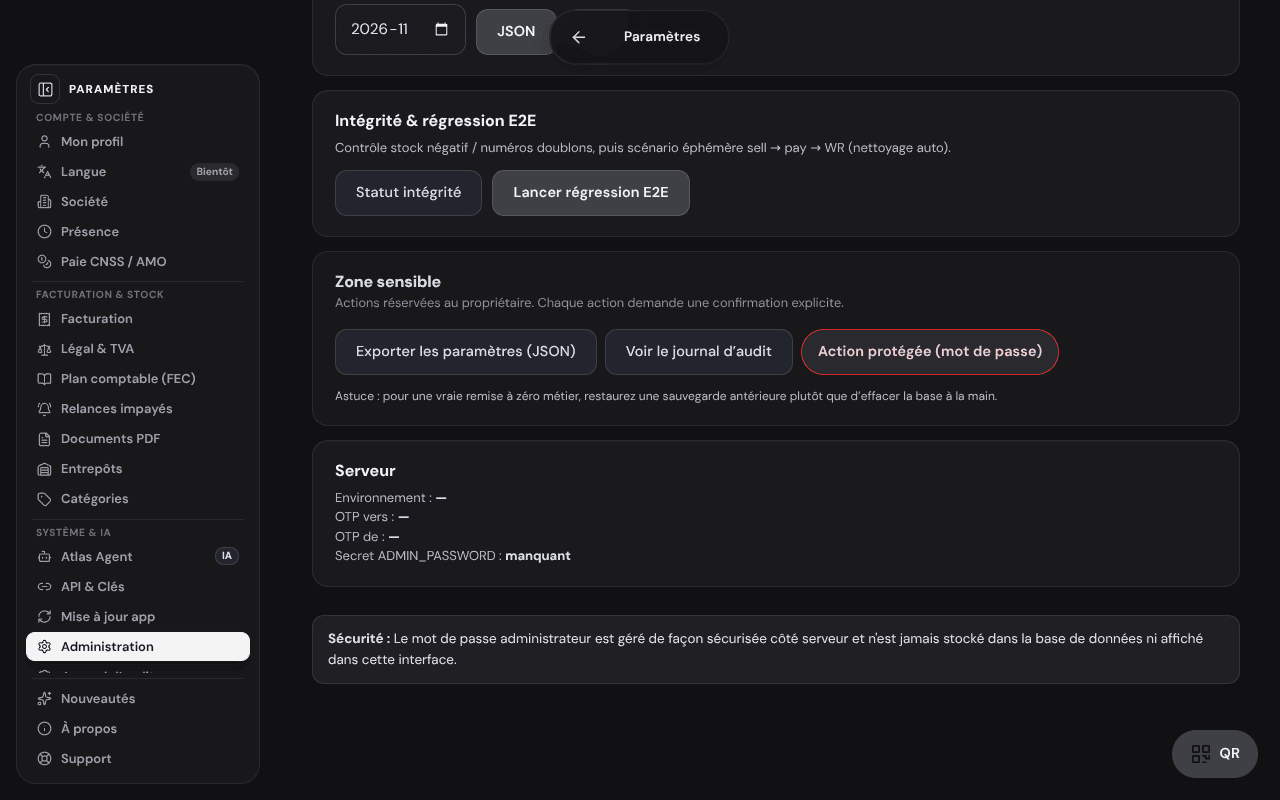 2026-11
JSON
Paramètres
PARAMÈTRES
COMPTE & SOCIÉTÉ
Mon profil
Langue
Bientôt
Société
Présence
Paie CNSS / AMO
FACTURATION & STOCK
Facturation
Légal & TVA
Plan comptable (FEC)
Relances impayés
Documents PDF
Entrepôts
Catégories
SYSTÈME & IA
Atlas Agent
IA
API & Clés
Mise à jour app
Administration
Nouveautés
À propos
Support
Intégrité & régression E2E
Contrôle stock négatif / numéros doublons, puis scénario éphémère sell → pay → WR (nettoyage auto).
Statut intégrité
Lancer régression E2E
Zone sensible
Actions réservées au propriétaire. Chaque action demande une confirmation explicite.
Exporter les paramètres (JSON)
Voir le journal d’audit
Action protégée (mot de passe)
Astuce : pour une vraie remise à zéro métier, restaurez une sauvegarde antérieure plutôt que d’effacer la base à la main.
Serveur
Environnement : —
OTP vers : —
OTP de : —
Secret ADMIN_PASSWORD : manquant
Sécurité : Le mot de passe administrateur est géré de façon sécurisée côté serveur et n'est jamais stocké dans la base de données ni affiché
dans cette interface.
QR